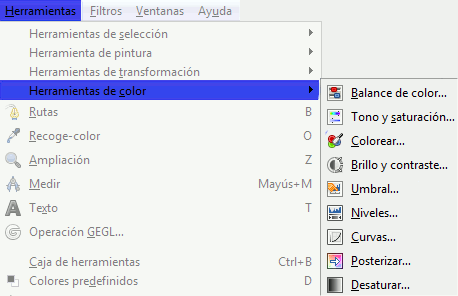 Herramientas Filtros Ventanas Ayuda
Herramientas de selección
Herramientas de pintura
Herramientas de transformación
Herramientas de color
Rutas B
Recoge-color O
Ampliación Z
Medir Mayús+M
Texto T
Operación GEGL...
Caja de herramientas Ctrl+B
Colores predefinidos D
Balance de color...
Tono y saturación...
Colorear...
Brillo y contraste...
Umbral...
Niveles...
Curvas...
Posterizar...
Desaturar...